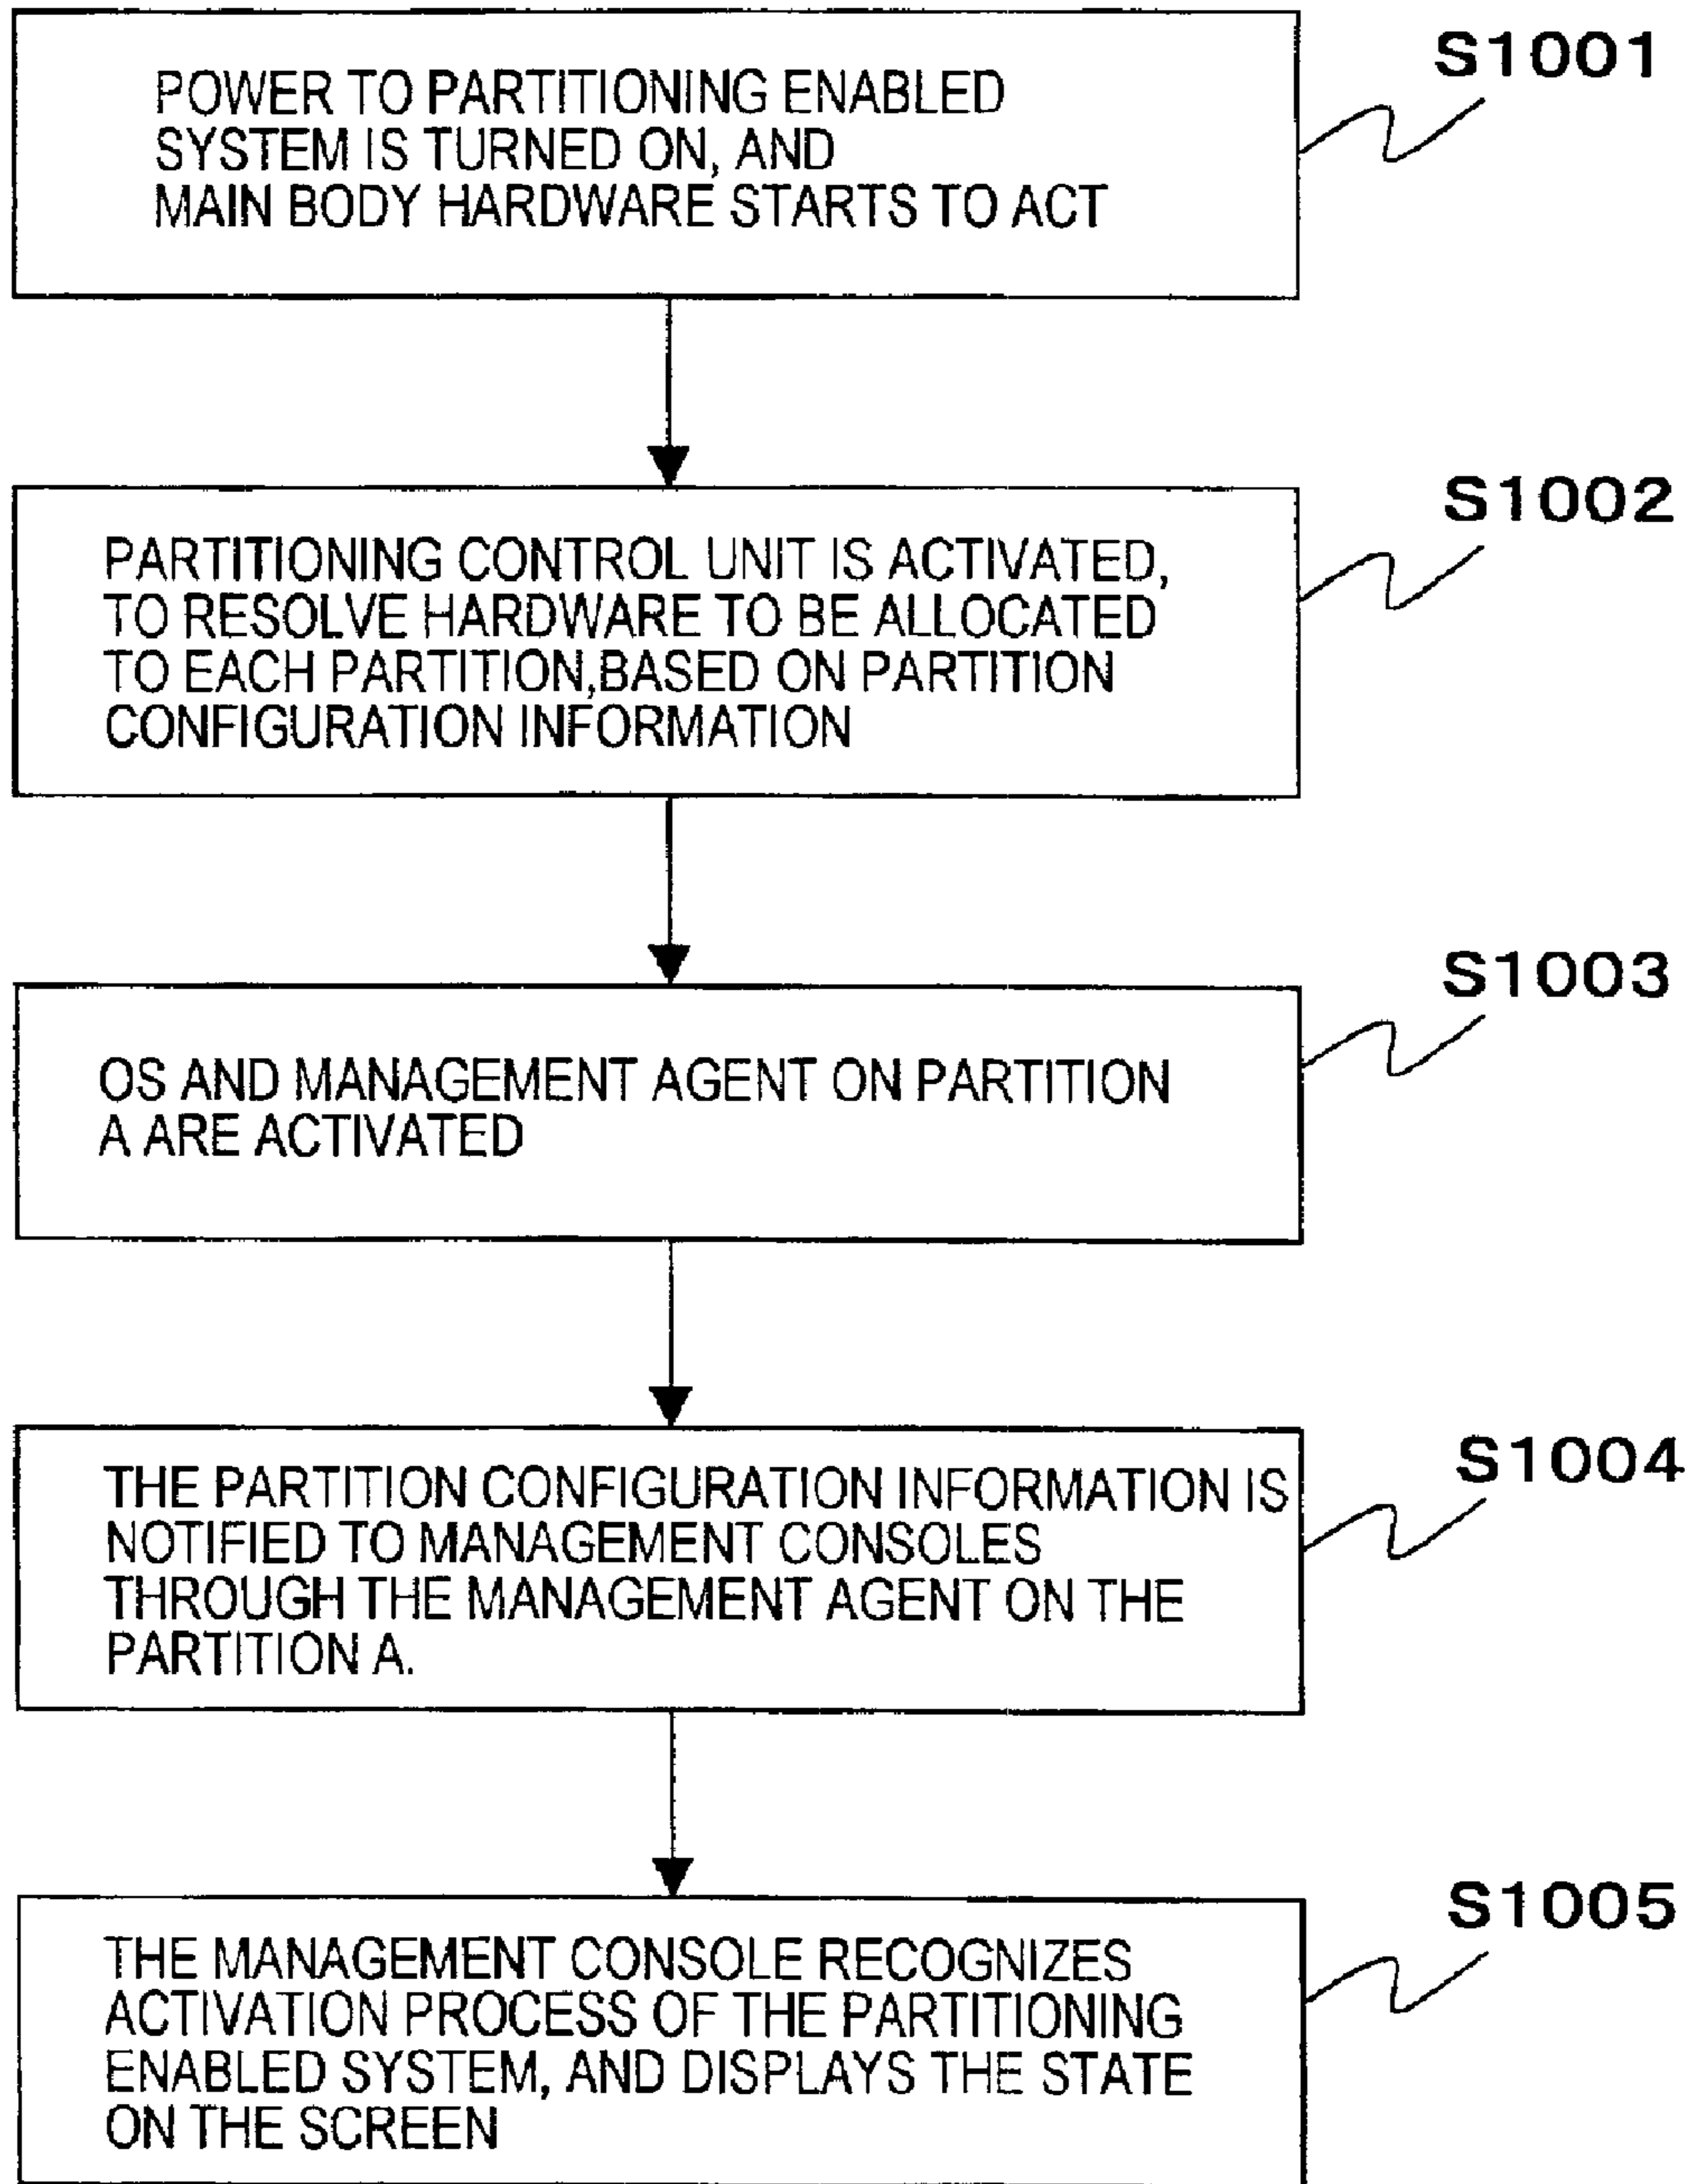 S1001
POWER TO PARTITIONING ENABLED
SYSTEM IS TURNED ON, AND
MAIN BODY HARDWARE STARTS TO ACT
S1002
PARTITIONING CONTROL UNIT IS ACTIVATED,
TO RESOLVE HARDWARE TO BE ALLOCATED
TO EACH PARTITION,BASED ON PARTITION
CONFIGURATION INFORMATION
S1003
OS AND MANAGEMENT AGENT ON PARTITION
A ARE ACTIVATED
S1004
THE PARTITION CONFIGURATION INFORMATION IS
NOTIFIED TO MANAGEMENT CONSOLES
THROUGH THE MANAGEMENT AGENT ON THE
PARTITION A.
S1005
THE MANAGEMENT CONSOLE RECOGNIZES
ACTIVATION PROCESS OF THE PARTITIONING
ENABLED SYSTEM, AND DISPLAYS THE STATE
ON THE SCREEN